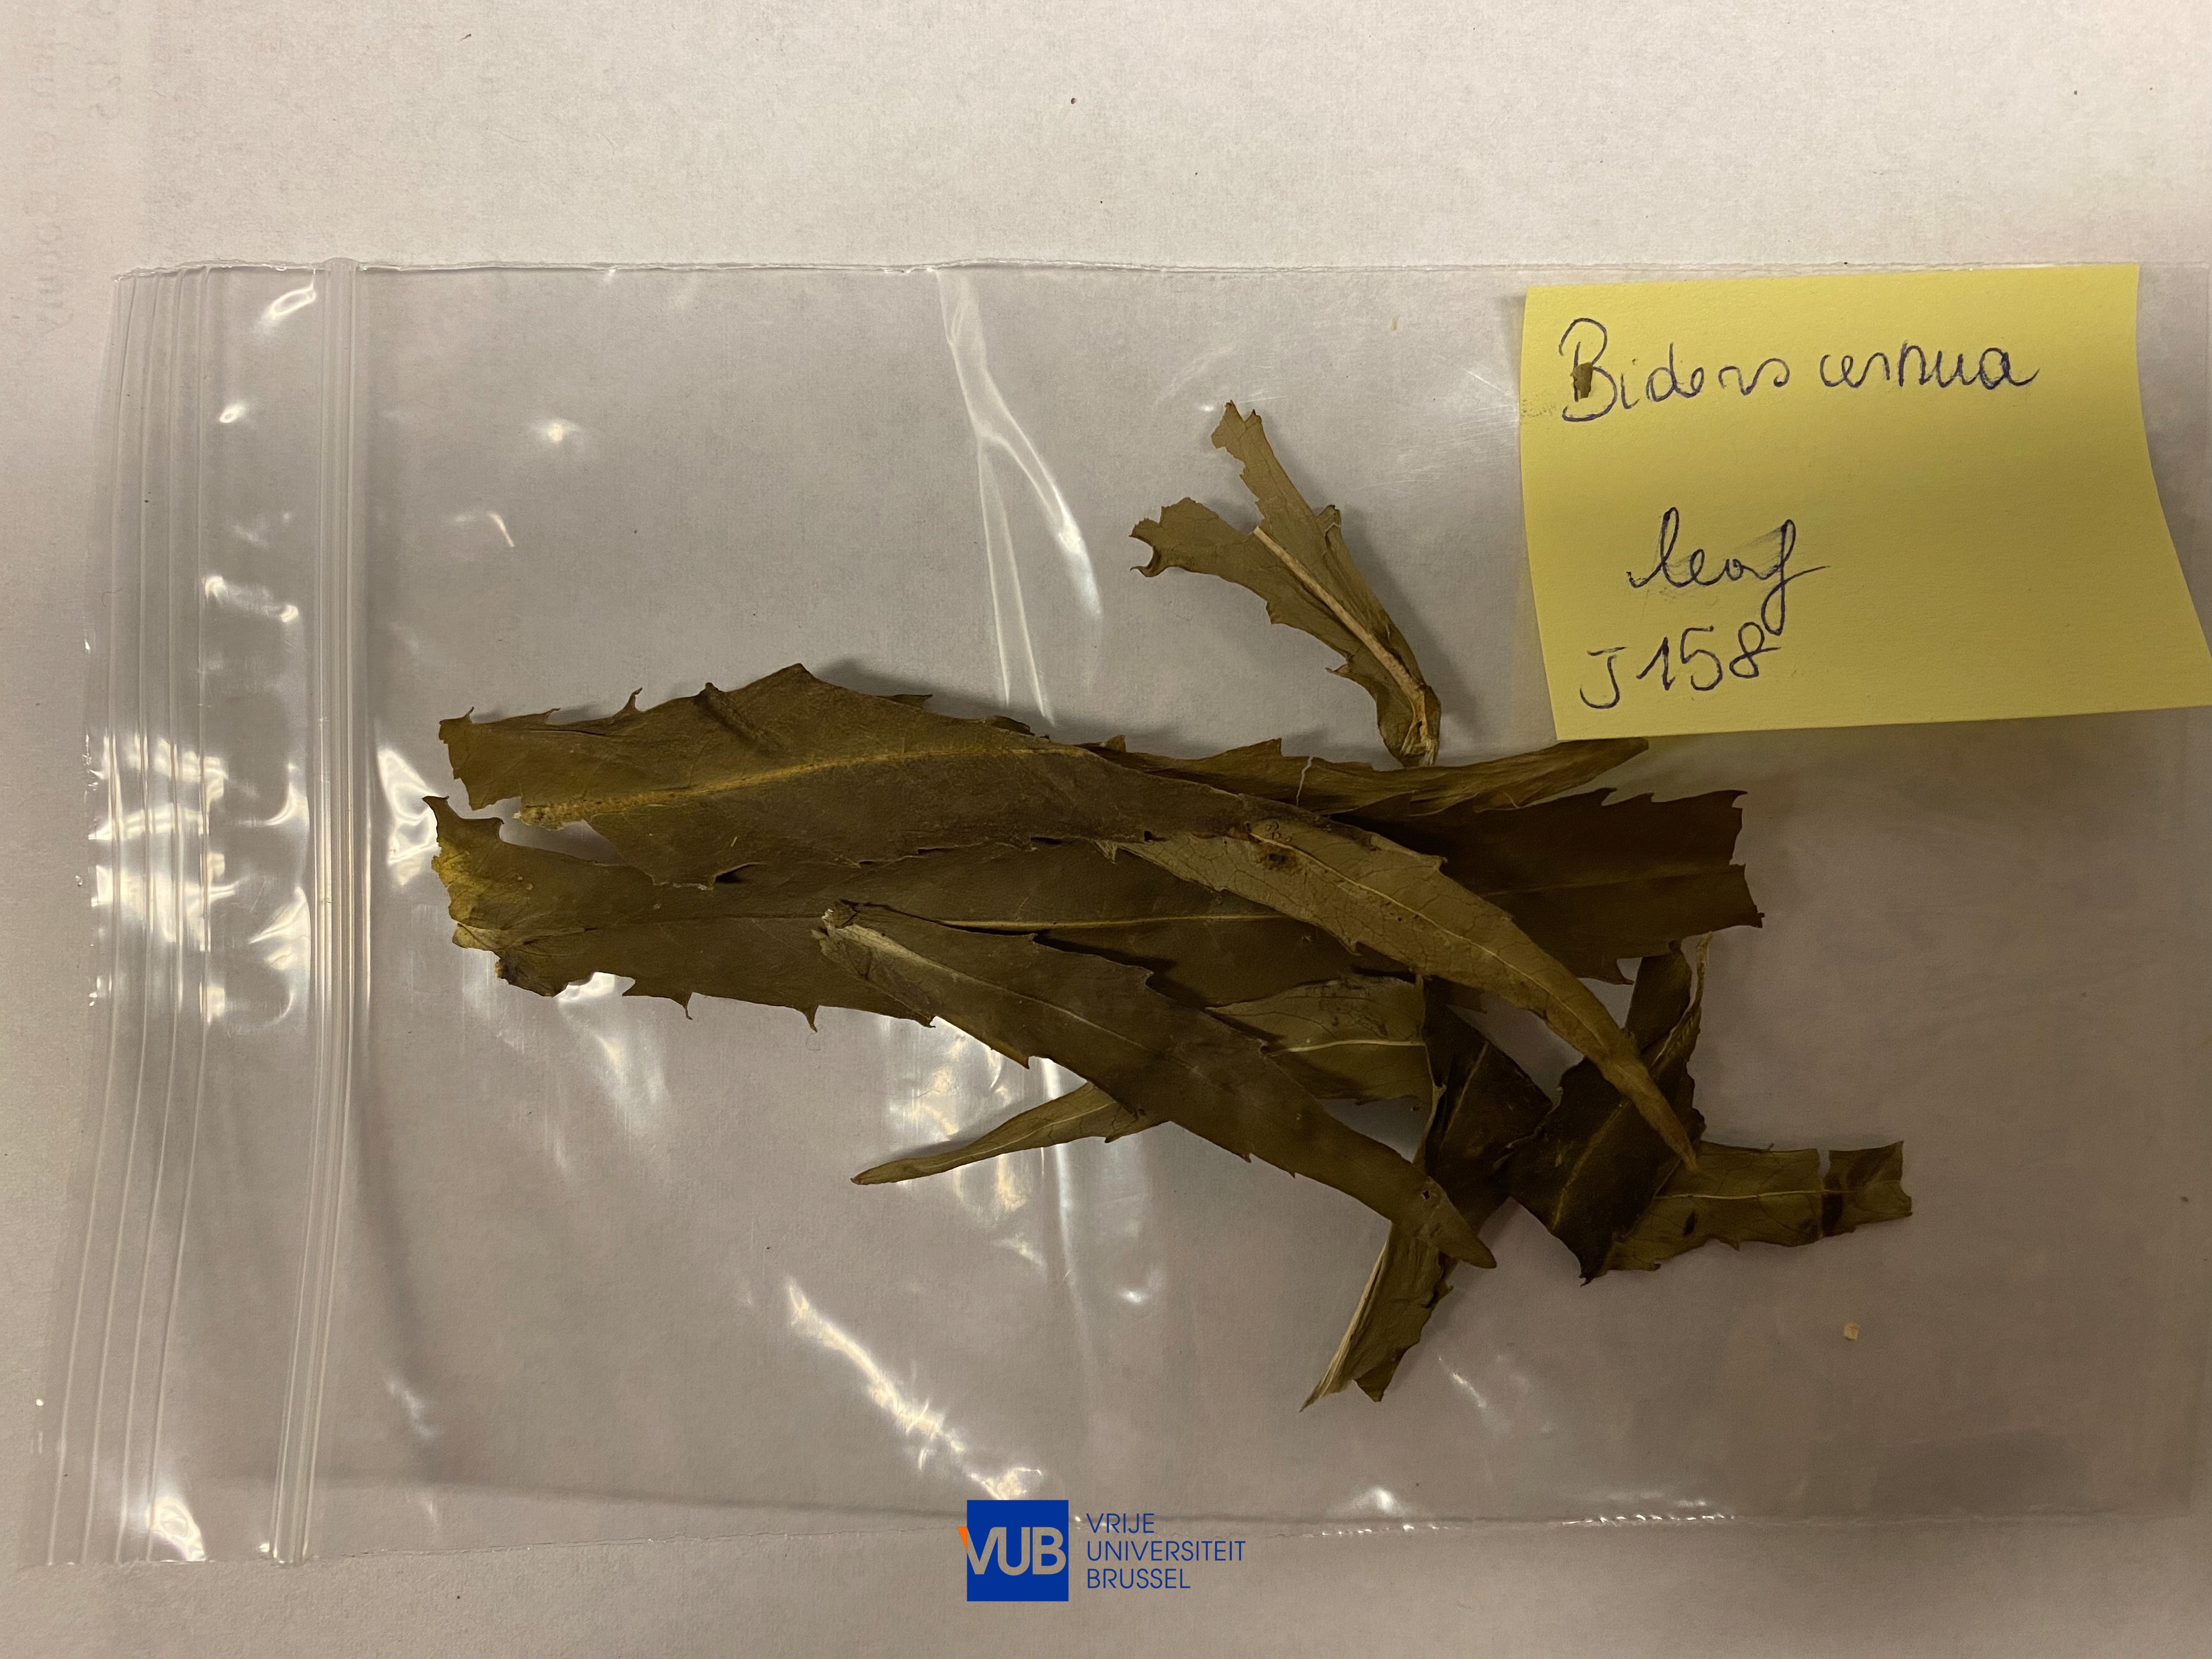 Bidens cernua
leaf
J158
VUB
VRIJE
UNIVERSITEIT
BRUSSEL